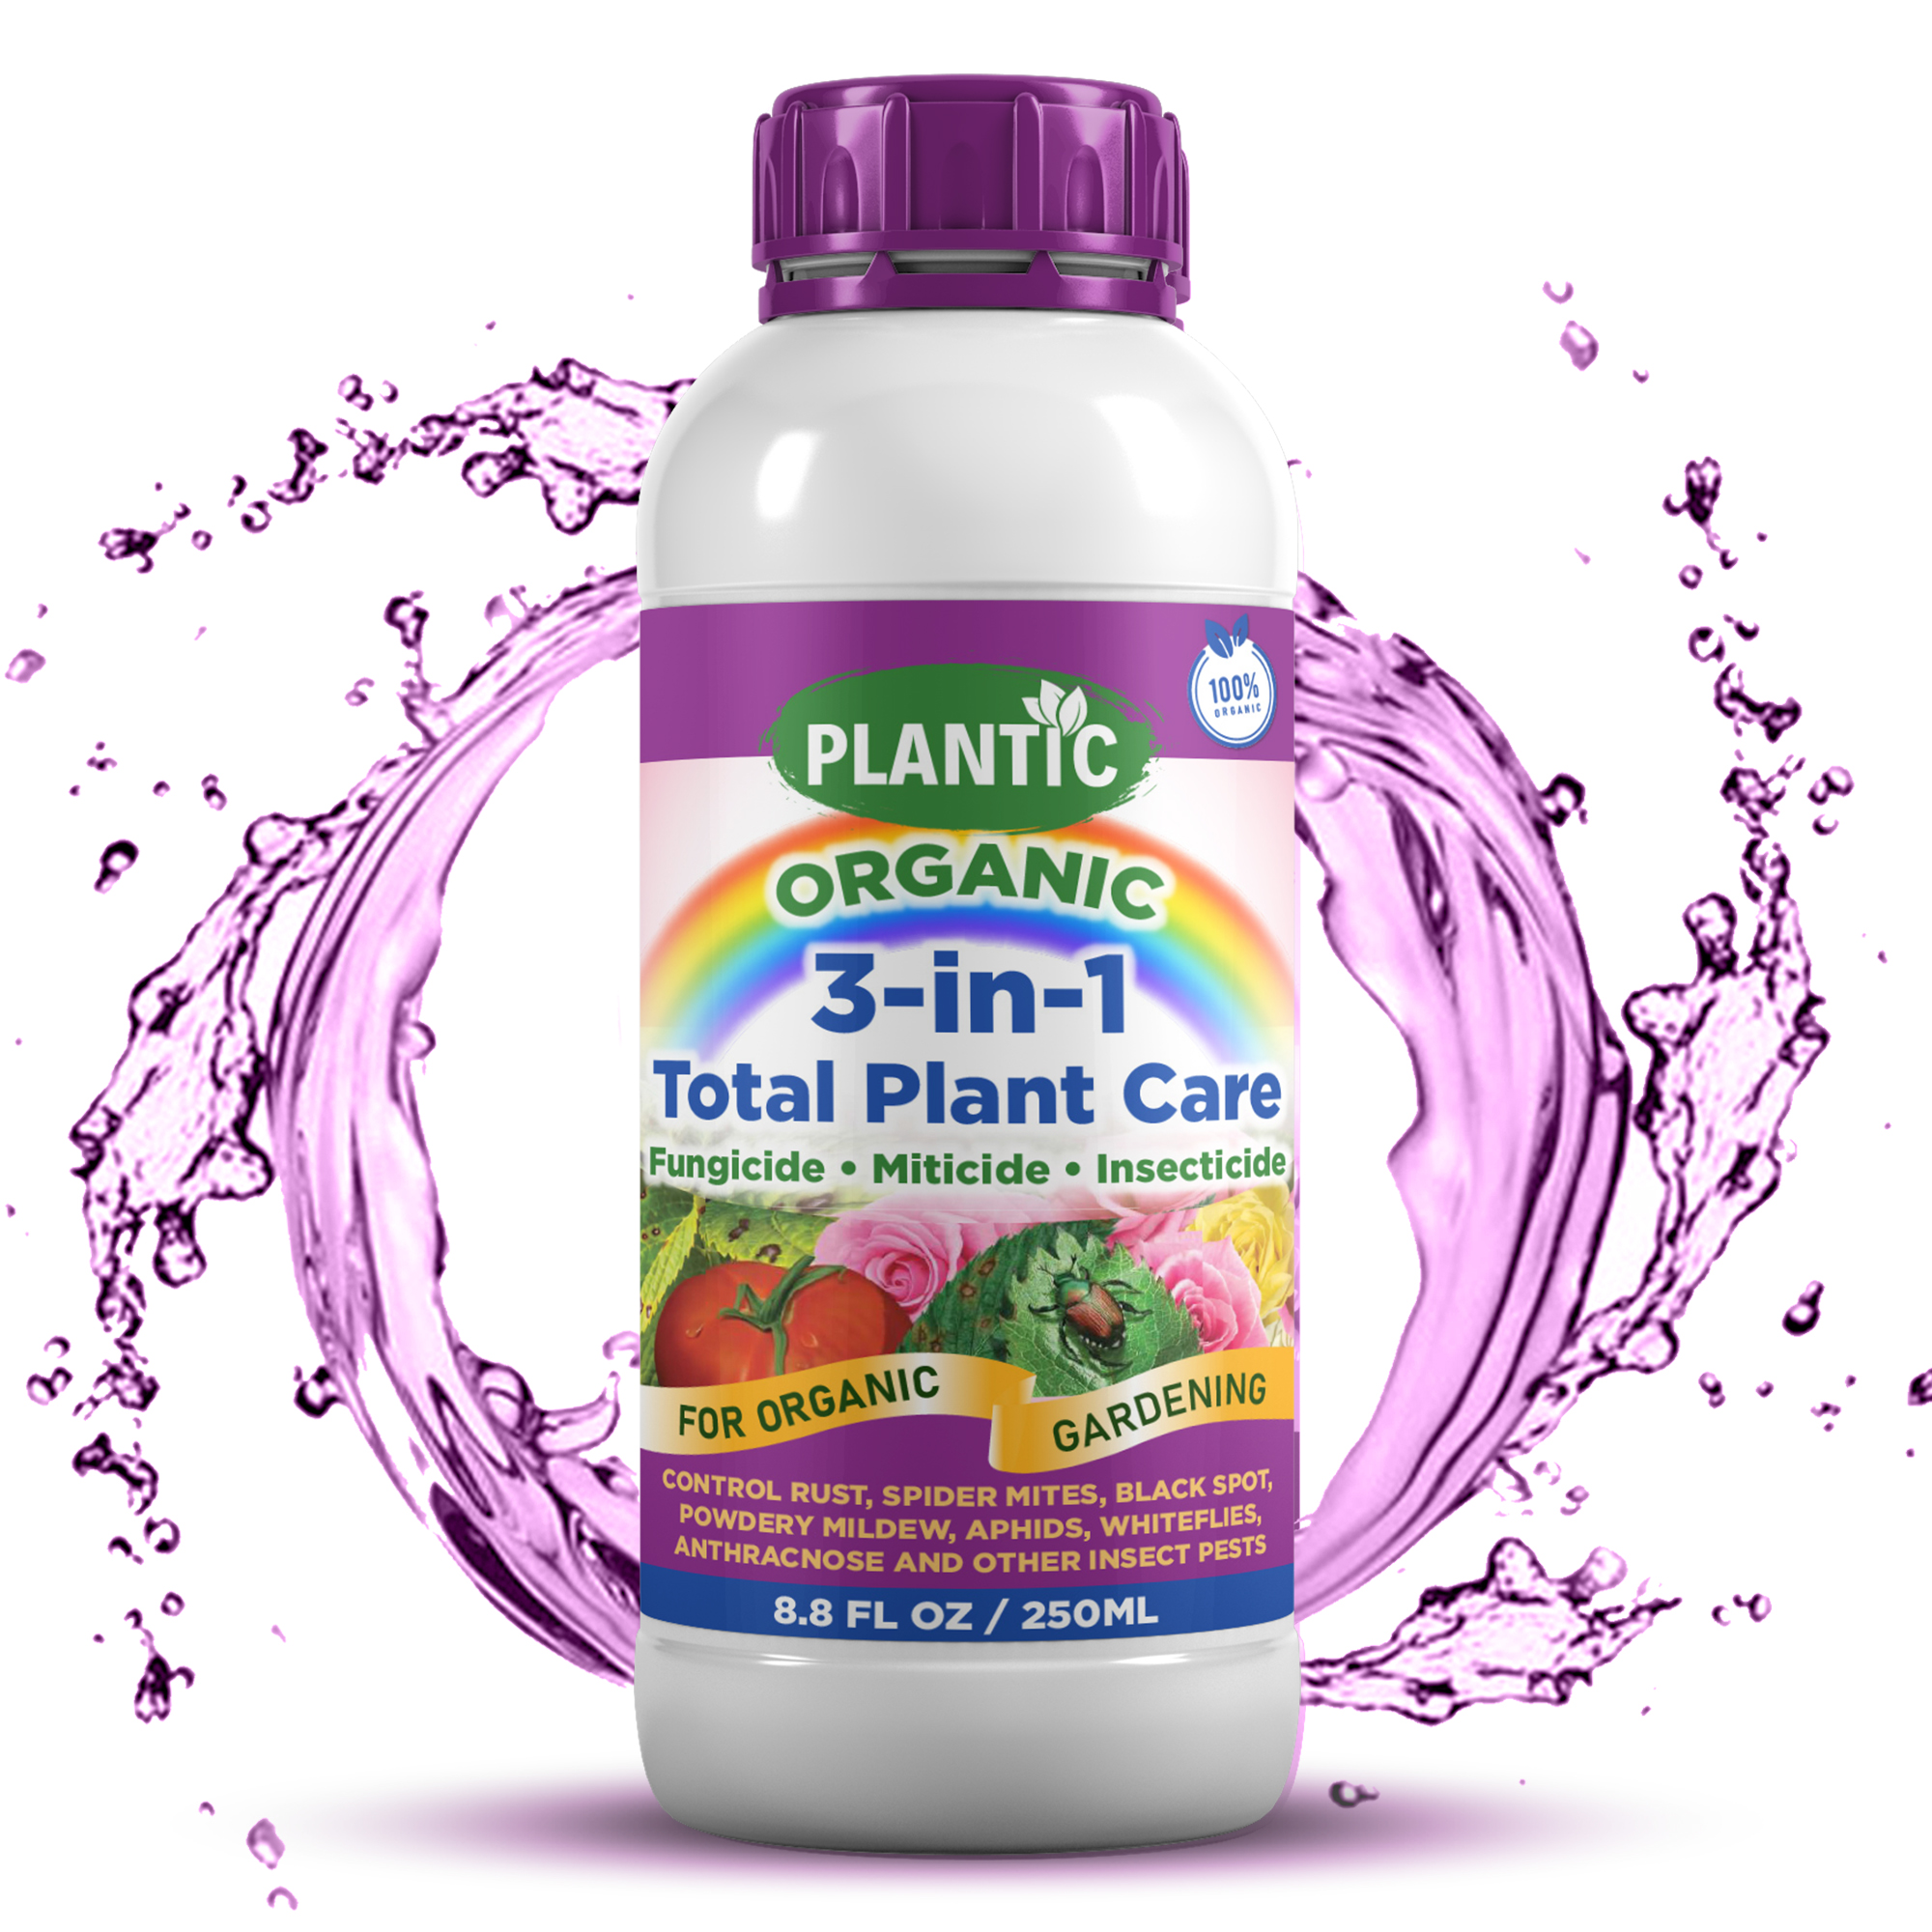 100%
ORGANIC
PLANTIC
ORGANIC
3-in-1
Total Plant Care
Fungicide • Miticide • Insecticide
FOR ORGANIC GARDENING
CONTROL RUST, SPIDER MITES, BLACK SPOT,
POWDERY MILDEW, APHIDS, WHITEFLIES,
ANTHRACNOSE AND OTHER INSECT PESTS
8.8 FL OZ / 250ML